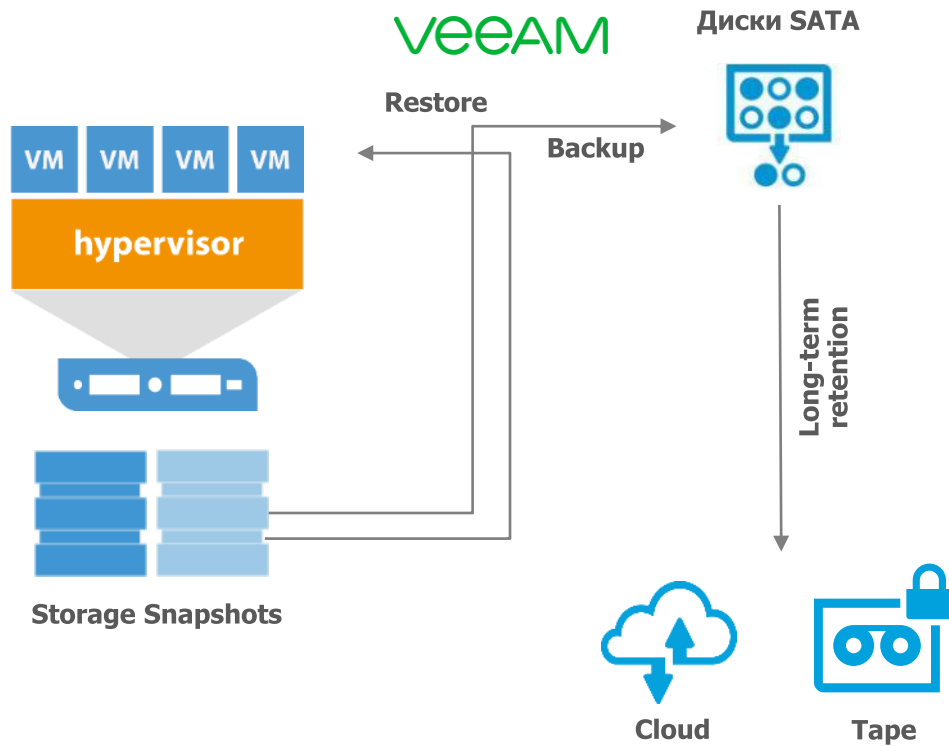 veeAM
Диски SATA
Restore
Backup
VM VM VM VM
hypervisor
Long-term
retention
Storage Snapshots
Cloud
Tape